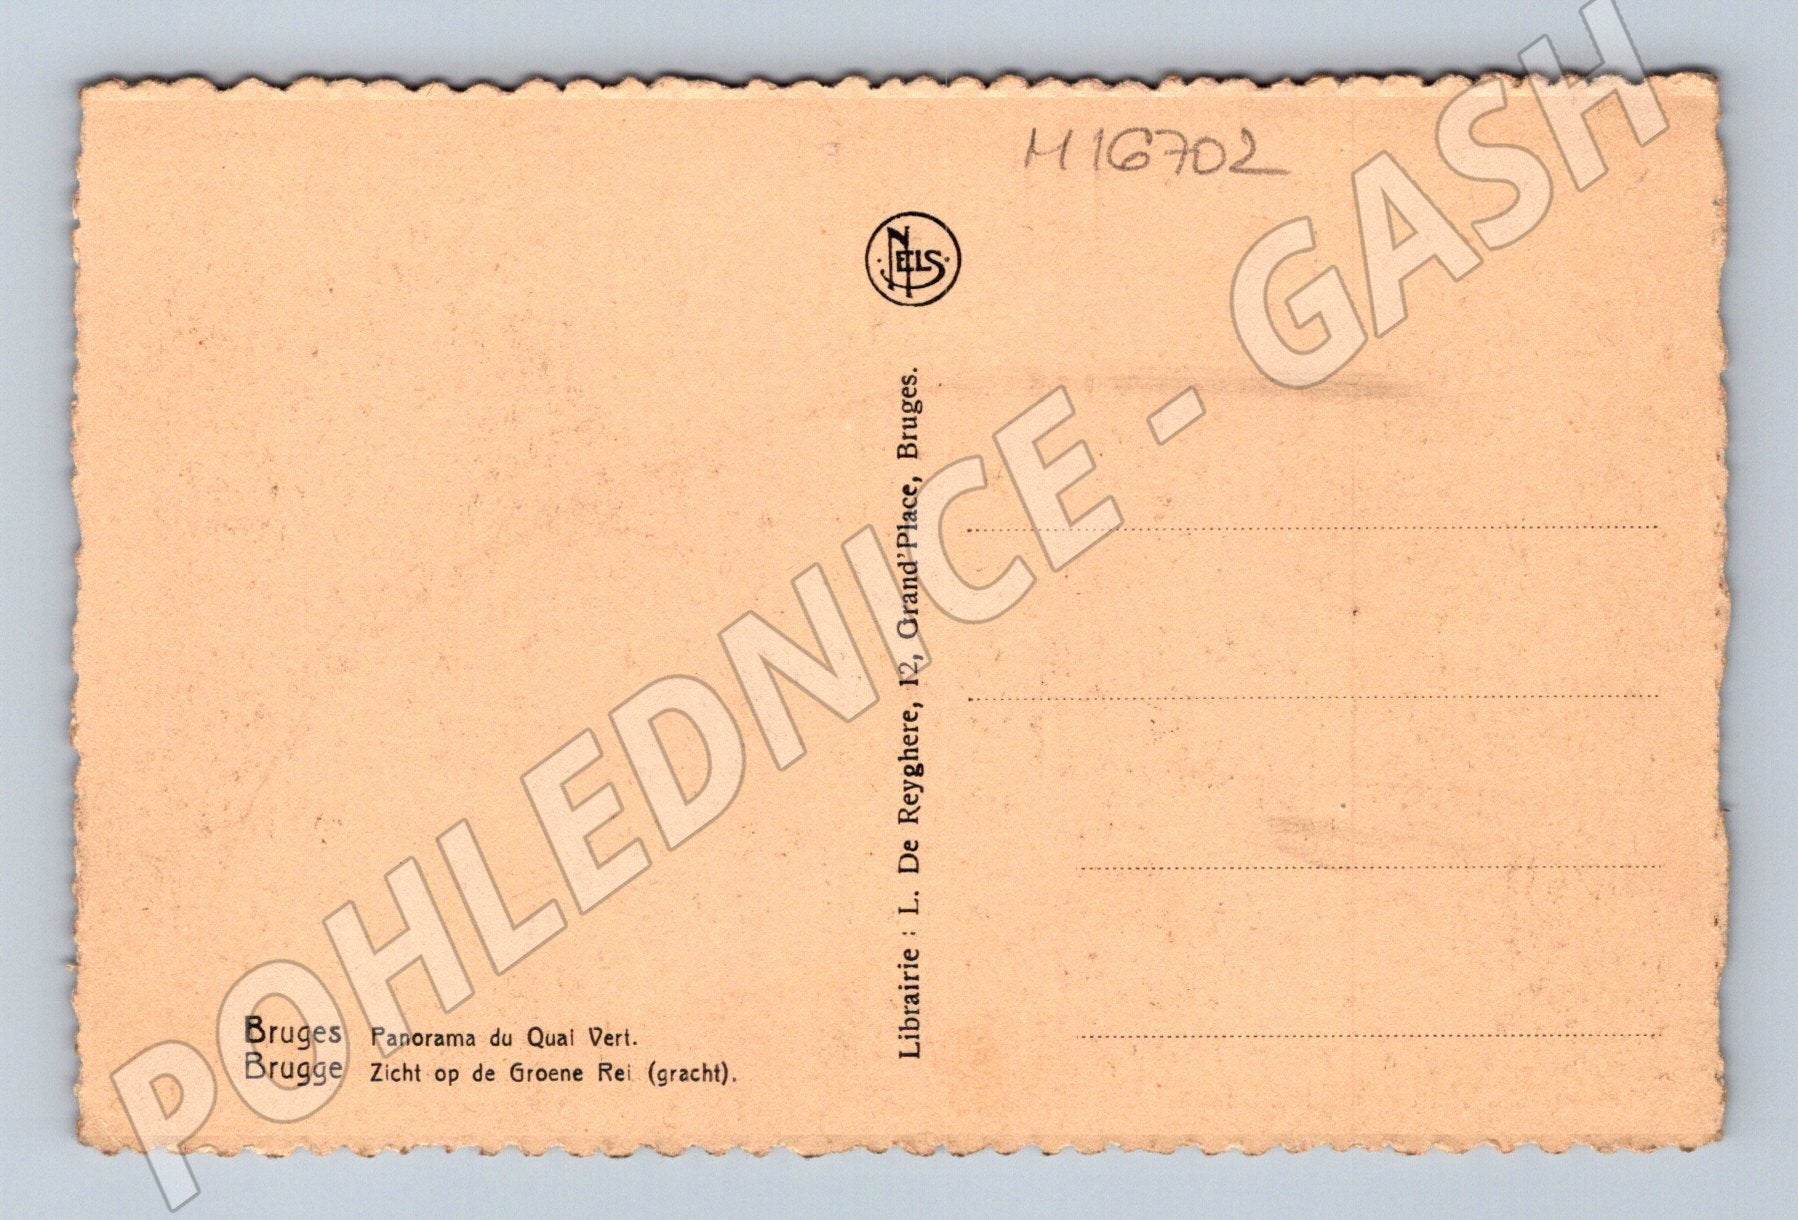 M 16702
NELS
Librairie : L. De Reyghere, 12, Grand'Place, Bruges.
Bruges Panorama du Quai Vert.
Brugge Zicht op de Groene Rei (gracht).
POHLEDNICE - GASH